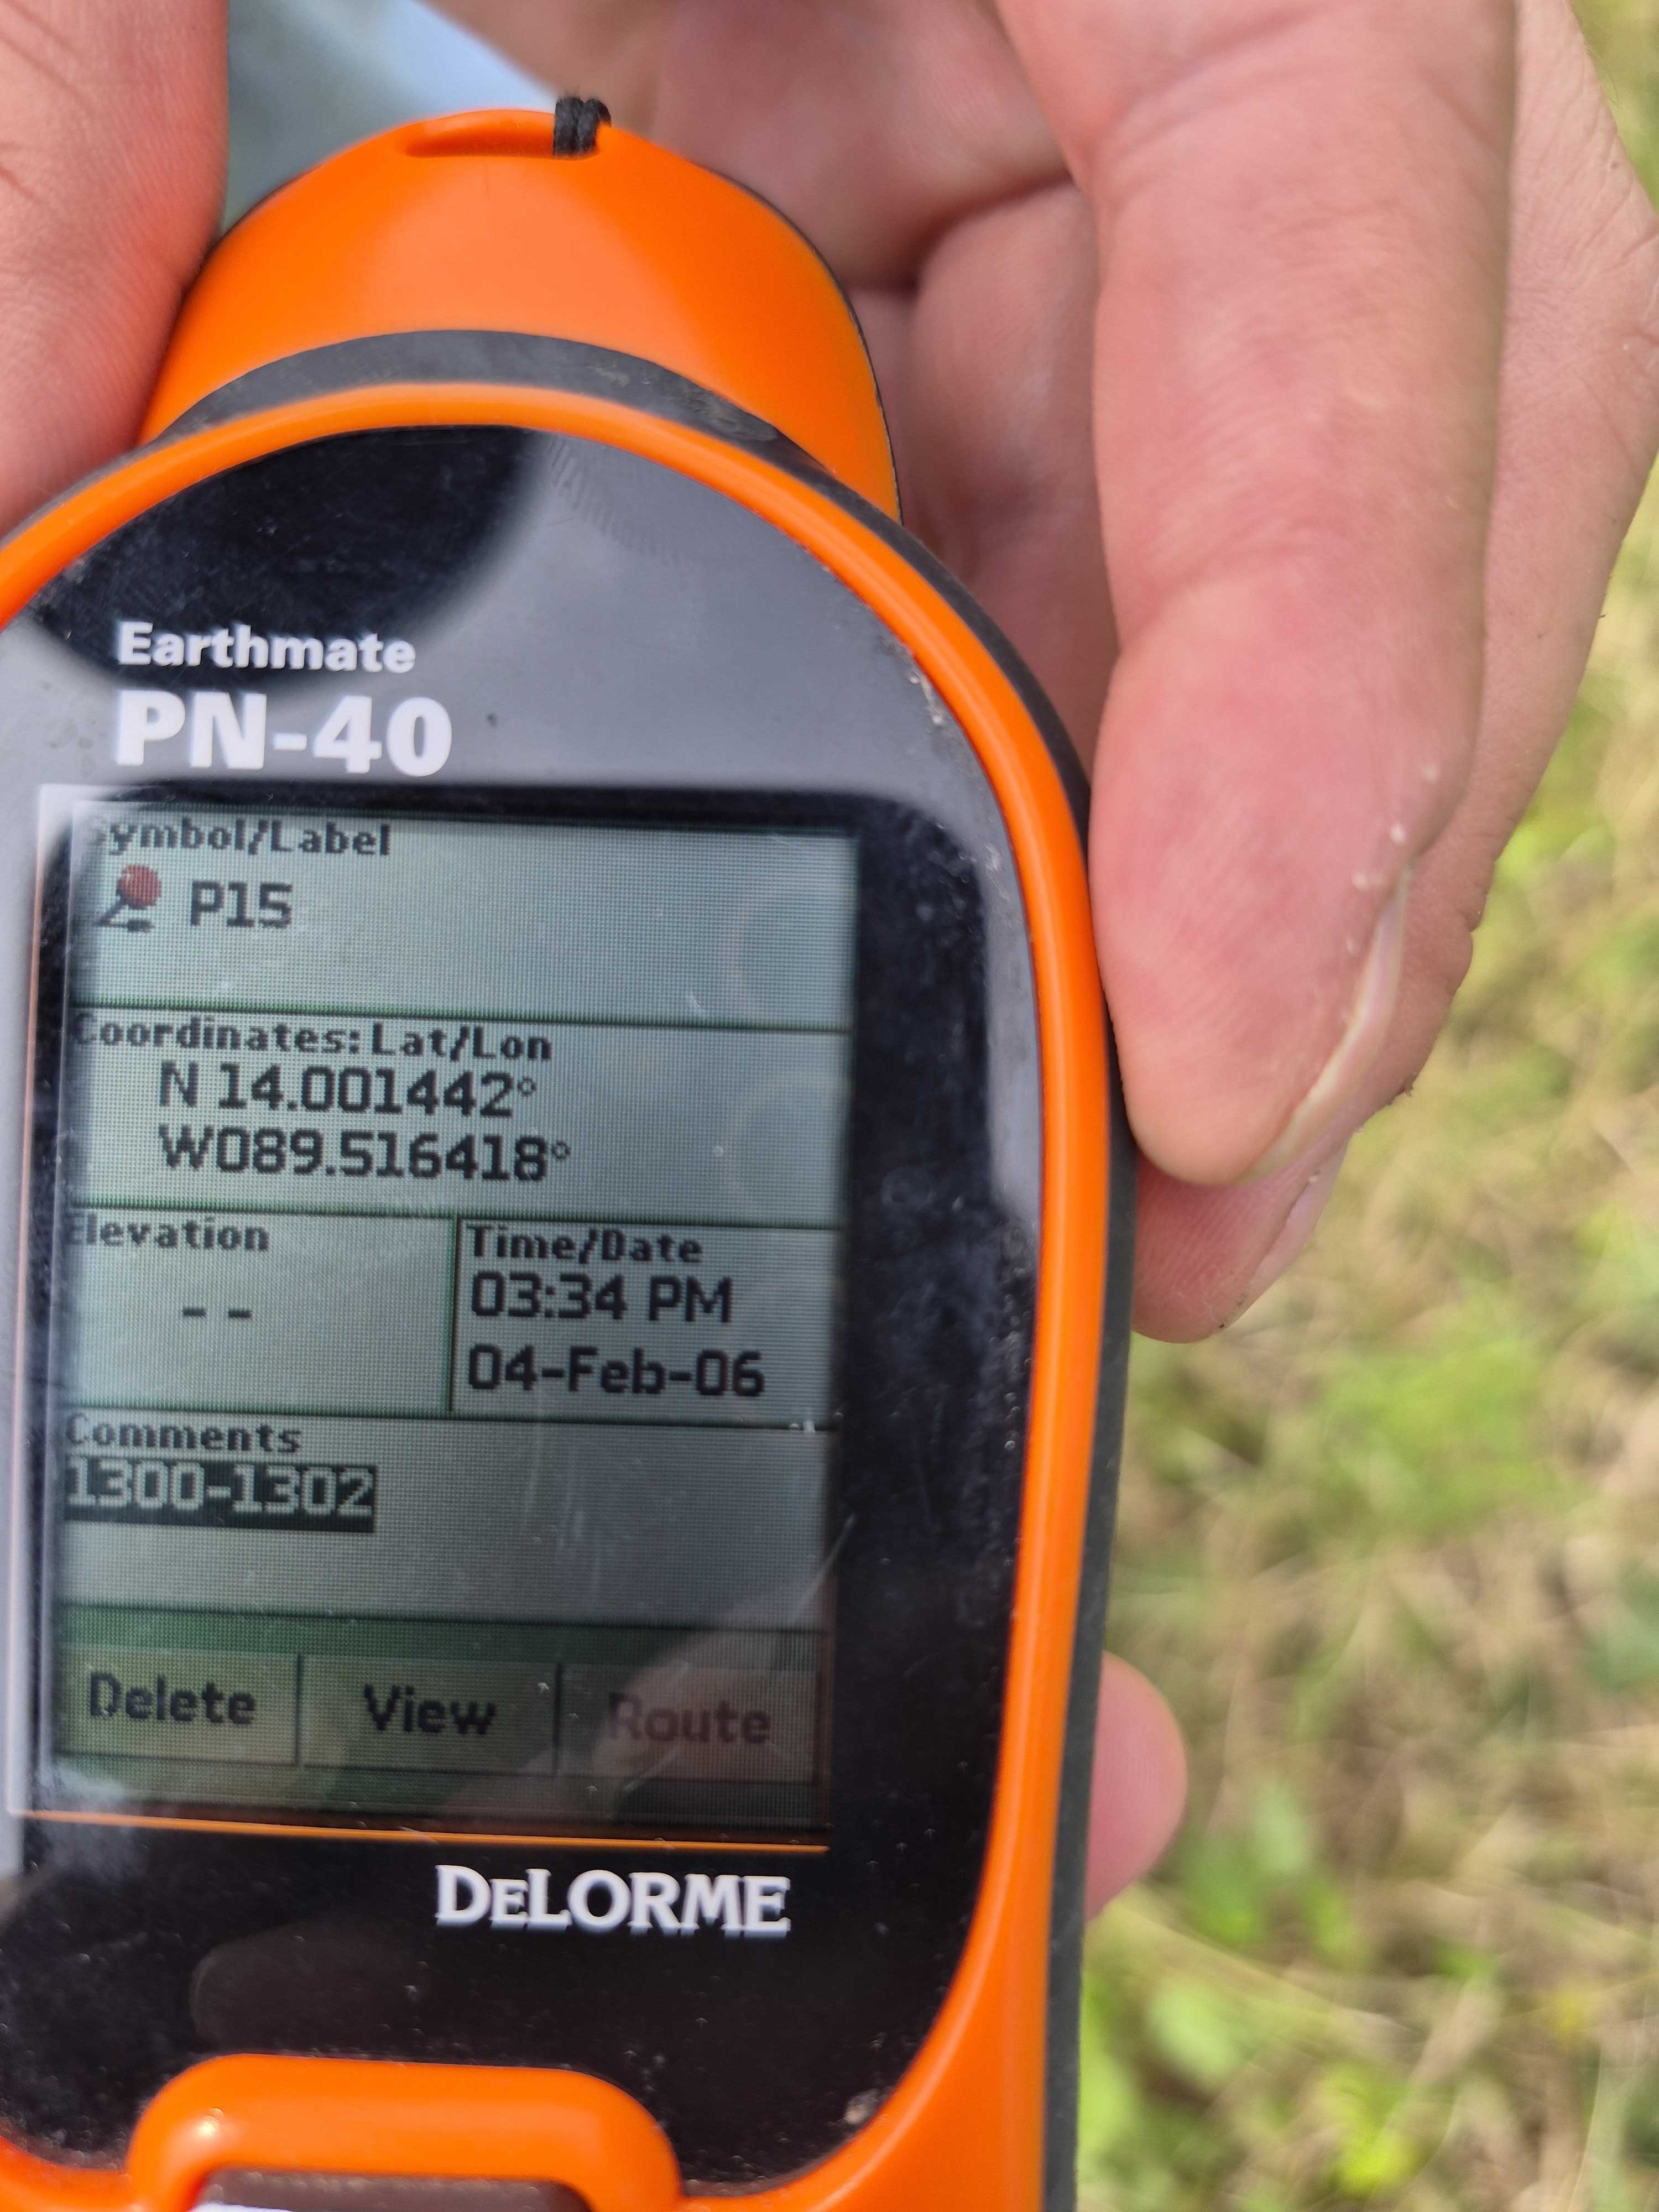 Earthmate
PN-40
Symbol/Label
P15
Coordinates: Lat/Lon
N 14.001442°
W089.516418°
Elevation
--
Time/Date
03:34 PM
04-Feb-06
Comments
1300-1302
Delete View Route
DELORME